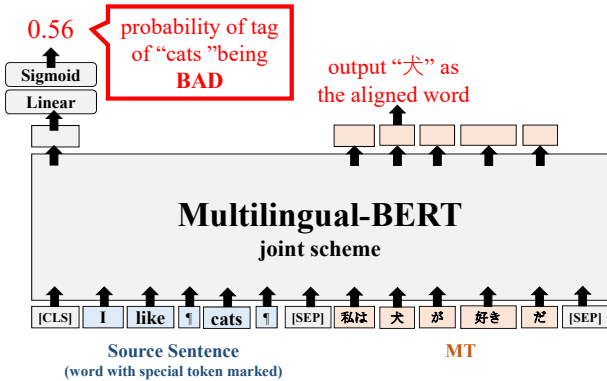 0.56
probability of tag
of “cats ”being
BAD
Sigmoid
Linear
output “犬” as
the aligned word
Multilingual-BERT
joint scheme
[CLS] I like ¶ cats ¶ [SEP] 私は 犬 が 好き だ [SEP]
Source Sentence
(word with special token marked)
MT